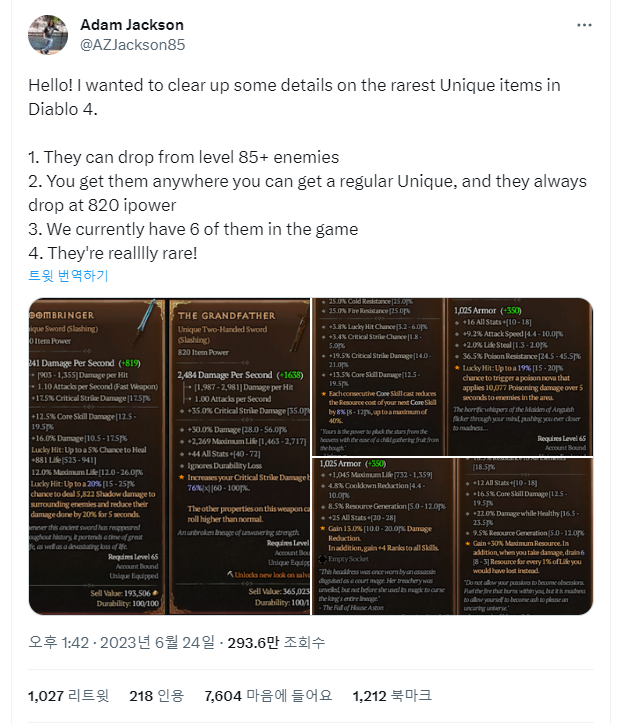 Adam Jackson
@AZJackson85
Hello! I wanted to clear up some details on the rarest Unique items in
Diablo 4.
1. They can drop from level 85+ enemies
2. You get them anywhere you can get a regular Unique, and they always
drop at 820 ipower
3. We currently have 6 of them in the game
4. They're realllly rare!
트윗 번역하기
OOMBRINGER
ique Sword (Slashing)
0 Item Power
241 Damage Per Second (+819)
[903 - 1,355] Damage per Hit
1.10 Attacks per Second (Fast Weapon)
+17.5% Critical Strike Damage [17.5]%
+12.5% Core Skill Damage [12.5 -
19.5]%
+16.0% Damage [10.5 - 17.5]%
Lucky Hit: Up to a 5% Chance to Heal
+881 Life [523 - 941]
12.0% Maximum Life [12.0 - 26.0]%
Lucky Hit: Up to a 20% [15 - 25]%
chance to deal 5,822 Shadow damage to
surrounding enemies and reduce their
damage done by 20% for 5 seconds.
enever this ancient sword has reappeared
oughout history, it portends a time of great
fe, as well as a devastating loss of life.
Requires Level 65
Account Bound
Unique Equipped
Sell Value: 193,506
Durability: 100/100
THE GRANDFATHER
Unique Two-Handed Sword
(Slashing)
820 Item Power
2,484 Damage Per Second (+1638)
[1,987 - 2,981] Damage per Hit
1.00 Attacks per Second
+35.0% Critical Strike Damage [35.0]%
+30.0% Damage [28.0 - 56.0]%
+2,269 Maximum Life [1,463 - 2,717]
+44 All Stats +[40 - 72]
Ignores Durability Loss
Increases your Critical Strike Damage b
76%[x] [60 - 100]%.
The other properties on this weapon ca
roll higher than normal.
An unbroken lineage of unwavering strength.
Requires Level
Account Bou
Unique Equipp
Unlocks new look on salva
Sell Value: 365,023
Durability: 100/1
25.0% Cold Resistance [25.0]%
25.0% Fire Resistance [25.0]%
+5.8% Lucky Hit Chance [5.2 - 6.0]%
+5.4% Critical Strike Chance [1.8 -
5.0]%
+19.5% Critical Strike Damage [14.0 -
21.0]%
+13.5% Core Skill Damage [12.5 -
19.5]%
Each consecutive Core Skill cast reduces
the Resource cost of your next Core Skill
by 8% [8 - 12]%, up to a maximum of
40%.
"Yours is the power to pluck the stars from the
heavens with the ease of a child gathering fruit from
the bough."
1,025 Armor (+350)
+16 All Stats +[10 - 18]
+9.2% Attack Speed [4.4 - 10.0]%
+2.0% Life Steal [1.3 - 2.0]%
36.5% Poison Resistance [24.5 - 45.5]%
Lucky Hit: Up to a 19% [15 - 20]%
chance to trigger a poison nova that
applies 10,077 Poisoning damage over 5
seconds to enemies in the area.
The horrific whispers of the Maiden of Anguish
flicker through your mind, pushing you ever closer
to madness...
Requires Level 65
Account Bound
1,025 Armor (+350)
+1,045 Maximum Life [732 - 1,359]
4.8% Cooldown Reduction [4.4 -
10.0]%
8.5% Resource Generation [5.0 - 12.0]%
+25 All Stats +[20 - 28]
Gain 13.0% [10.0 - 20.0]% Damage
Reduction.
In addition, gain +4 Ranks to all Skills.
Empty Socket
"This headdress was once worn by an assassin
disguised as a court mage. Her treachery was
unveiled, but not before she used its magic to curse
the king's entire lineage."
- The Fall of House Aston
[18.5]%
+12 All Stats +[10 - 18]
+16.5% Core Skill Damage [12.5 -
19.5]%
+22.0% Damage while Healthy [16.5 -
23.5]%
9.5% Resource Generation [5.0 - 12.0]%
Gain +30% Maximum Resource. In
addition, when you take damage, drain 6
[8 - 3] Resource for every 1% of Life you
would have lost instead.
"Do not allow your passion to become obsessions.
Fuel the fire that burns within you, but it is madness
to allow yourself to become ash to please an
uncaring universe."
오후 1:42 · 2023년 6월 24일 · 293.6만 조회수
1,027 리트윗 218 인용 7,604 마음에 들어요 1,212 북마크